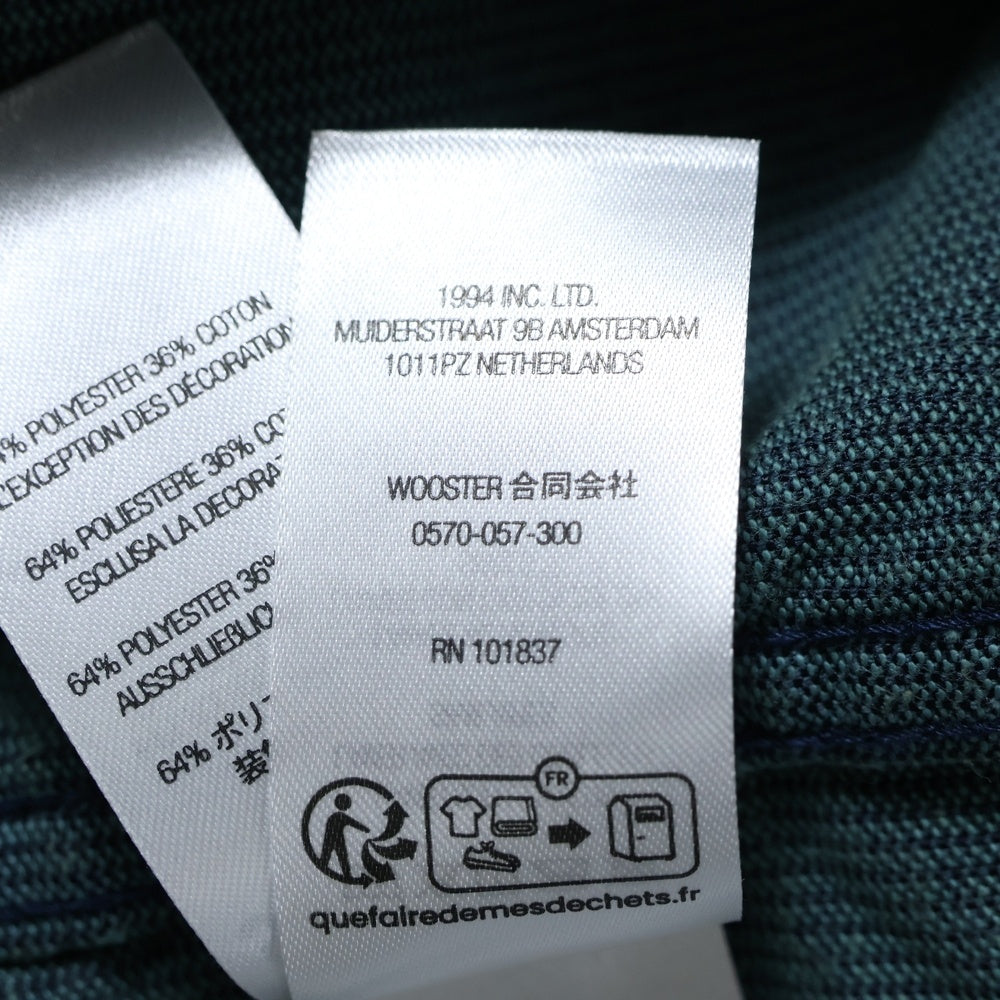 % POLYESTER 36% COTON
L'EXCEPTION DES DÉCORATION
64% POLIESTERE 36% CO
ESCLUSA LA DECORA
64% POLYESTER 36%
AUSSCHLIEBLIC
64% ポリ
装
1994 INC. LTD.
MUIDERSTRAAT 9B AMSTERDAM
1011PZ NETHERLANDS
WOOSTER 合同会社
0570-057-300
RN 101837
FR
quefairedemesdechets.fr